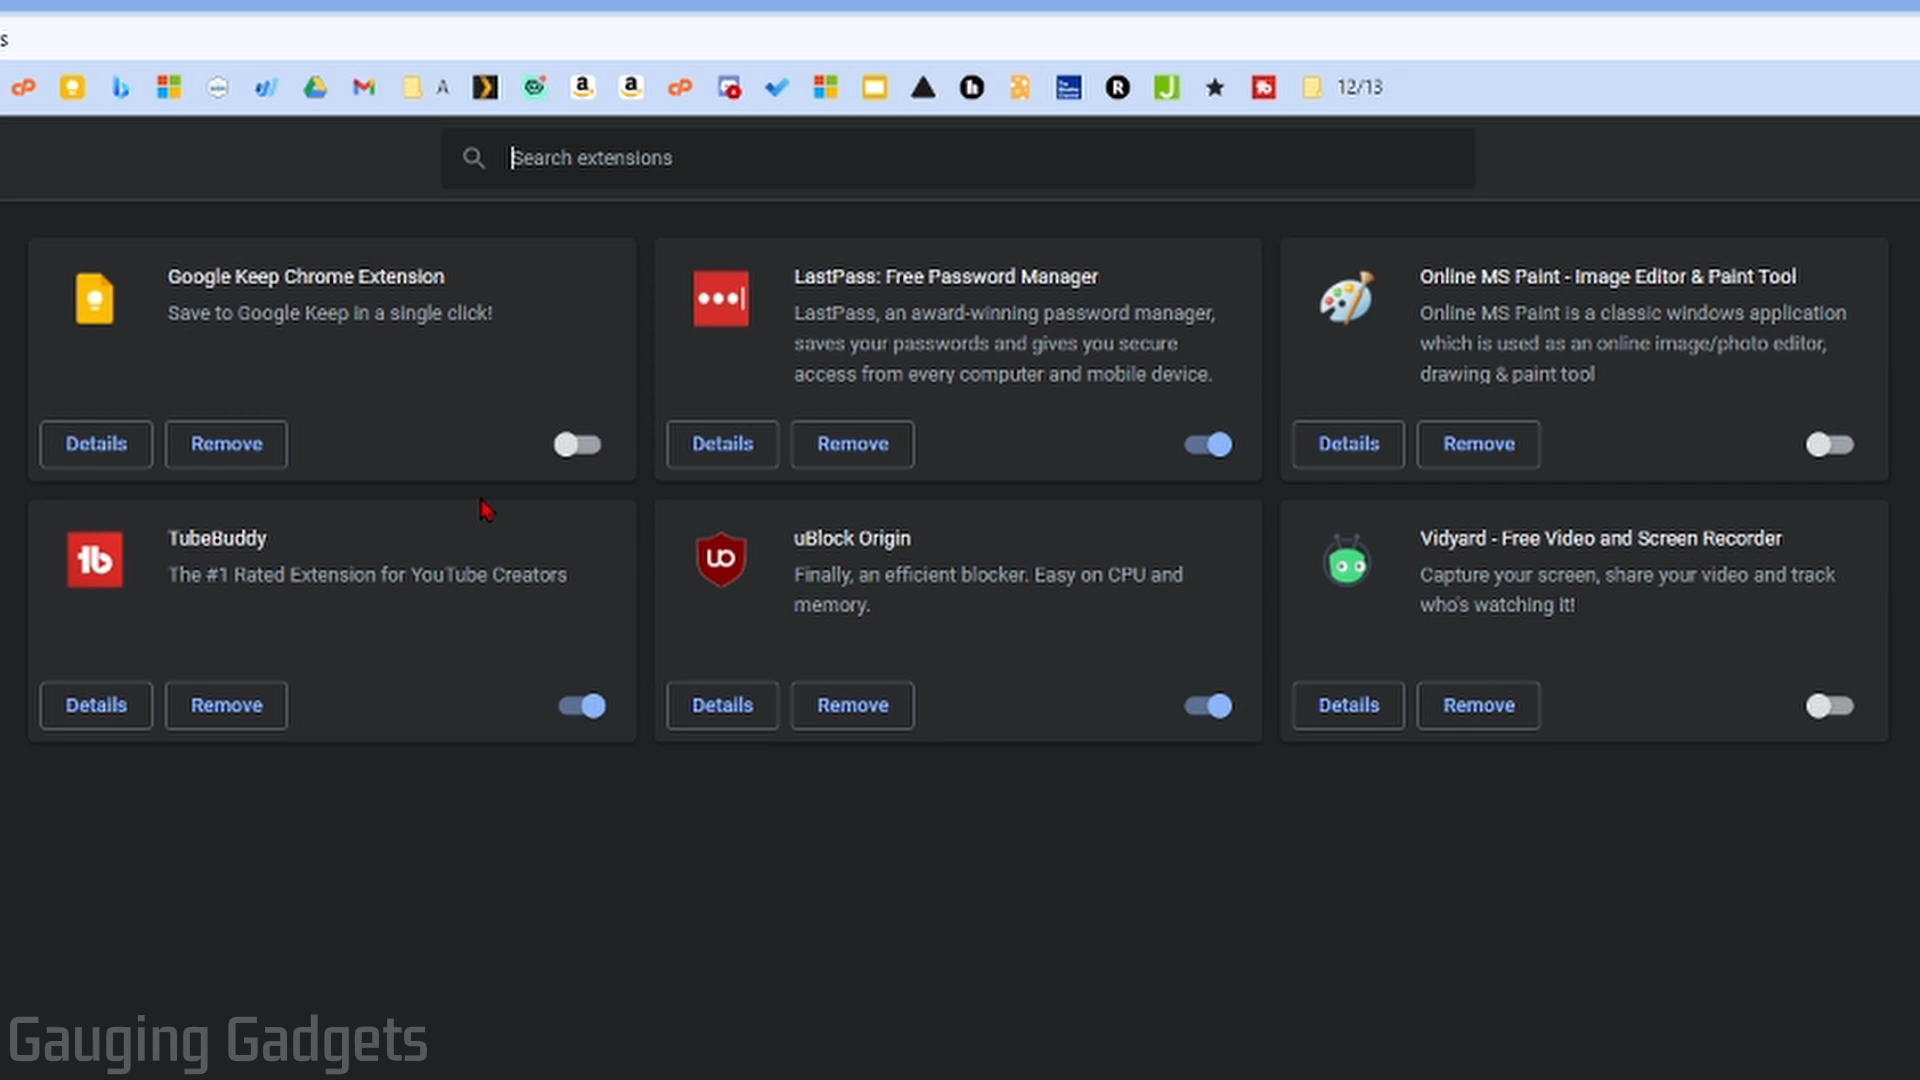 s
A
12/13
Search extensions
Google Keep Chrome Extension
Save to Google Keep in a single click!
Details
Remove
LastPass: Free Password Manager
LastPass, an award-winning password manager,
saves your passwords and gives you secure
access from every computer and mobile device.
Details
Remove
Online MS Paint - Image Editor & Paint Tool
Online MS Paint is a classic windows application
which is used as an online image/photo editor,
drawing & paint tool
Details
Remove
TubeBuddy
The #1 Rated Extension for YouTube Creators
Details
Remove
uBlock Origin
Finally, an efficient blocker. Easy on CPU and
memory.
Details
Remove
Vidyard - Free Video and Screen Recorder
Capture your screen, share your video and track
who's watching it!
Details
Remove
Gauging Gadgets